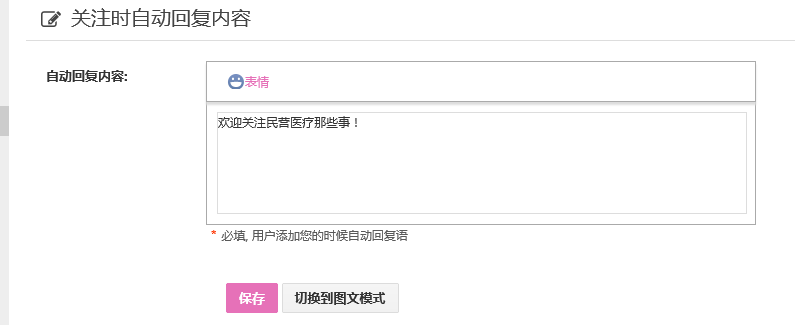 关注时自动回复内容
自动回复内容:
表情
欢迎关注民营医疗那些事！
* 必填, 用户添加您的时候自动回复语
保存 切换到图文模式